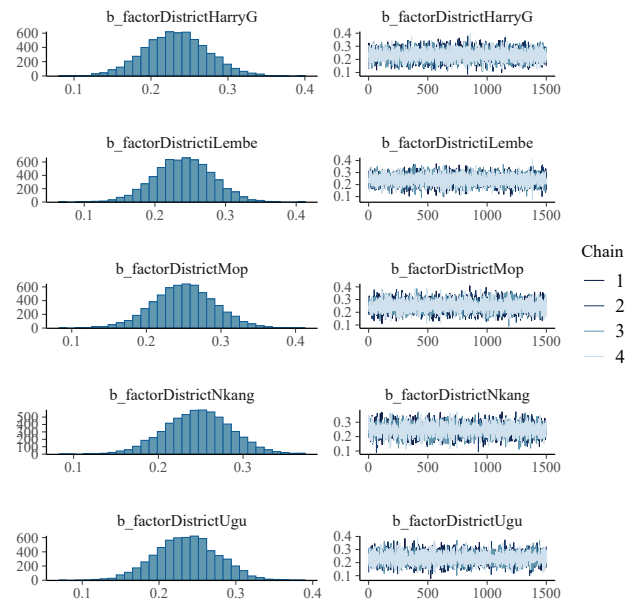 b_factorDistrictHarryG
b_factorDistrictHarryG
600
400
200
0
0.1 0.2 0.3 0.4
0.4
0.3
0.2
0.1
0 500 1000 1500
b_factorDistrictiLembe
b_factorDistrictiLembe
600
400
200
0
0.1 0.2 0.3 0.4
0.4
0.3
0.2
0.1
0 500 1000 1500
b_factorDistrictMop
b_factorDistrictMop
600
400
200
0
0.1 0.2 0.3 0.4
0.4
0.3
0.2
0.1
0 500 1000 1500
b_factorDistrictNkang
b_factorDistrictNkang
500
400
300
200
100
0
0.1 0.2 0.3
0.3
0.2
0.1
0 500 1000 1500
b_factorDistrictUgu
b_factorDistrictUgu
600
400
200
0
0.1 0.2 0.3 0.4
0.4
0.3
0.2
0.1
0 500 1000 1500
Chain
1
2
3
4